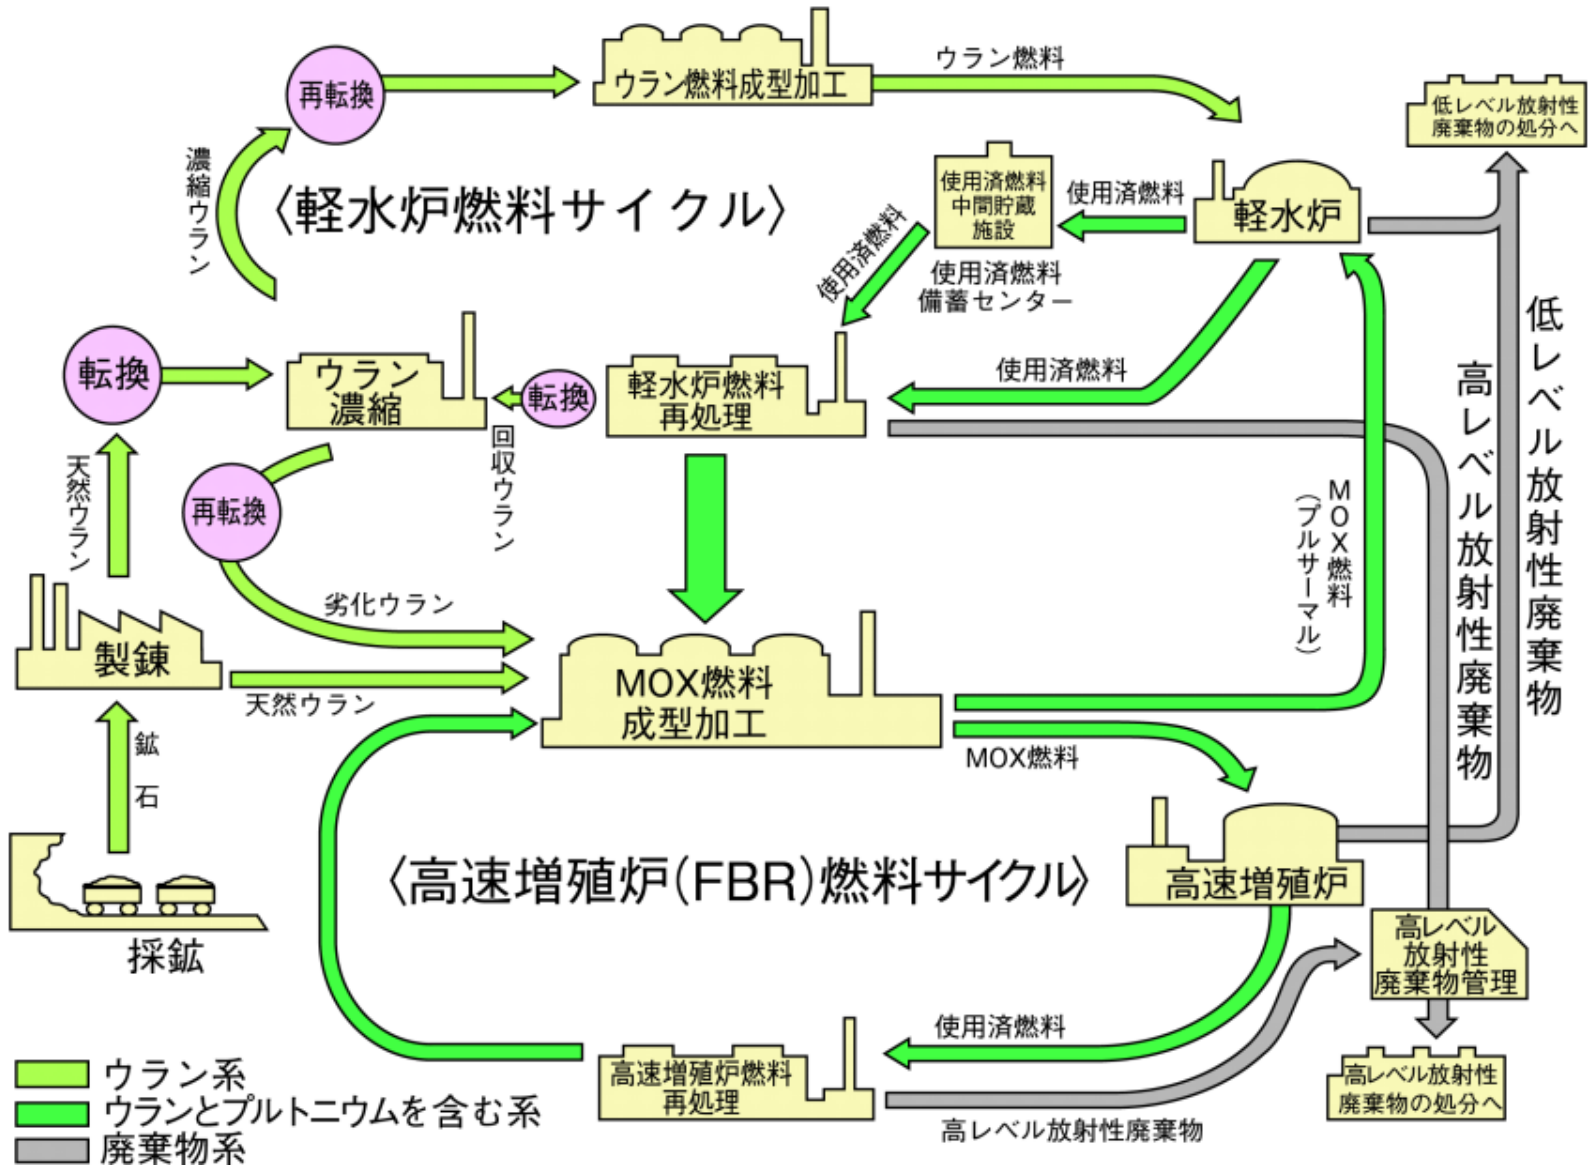 再転換
ウラン燃料成型加工
ウラン燃料
低レベル放射性
廃棄物の処分へ
濃縮ウラン
〈軽水炉燃料サイクル〉
使用済燃料
使用済燃料
中間貯蔵
施設
使用済燃料
軽水炉
使用済燃料
備蓄センター
転換
ウラン
濃縮
転換
回収ウラン
軽水炉燃料
再処理
使用済燃料
低レベル放射性廃棄物
高レベル放射性廃棄物
天然ウラン
再転換
MOX燃料
(プルサーマル)
劣化ウラン
製錬
天然ウラン
MOX燃料
成型加工
鉱石
MOX燃料
〈高速増殖炉(FBR)燃料サイクル〉
高速増殖炉
採鉱
高レベル
放射性
廃棄物管理
使用済燃料
高速増殖炉燃料
再処理
高レベル放射性廃棄物
高レベル放射性
廃棄物の処分へ
ウラン系
ウランとプルトニウムを含む系
廃棄物系